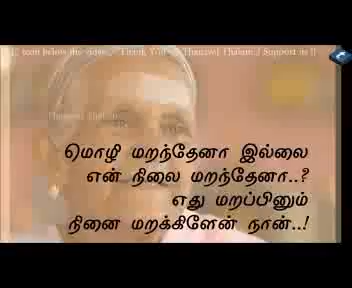 மொழி மறந்தேனா இல்லை
என் நிலை மறந்தேனா..?
எது மறப்பினும்
நினை மறக்கிளேன் நான்..!